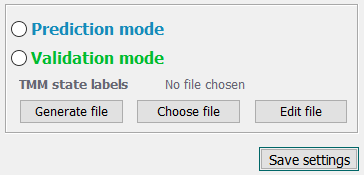 Prediction mode
Validation mode
TMM state labels No file chosen
Generate file Choose file Edit file
Save settings